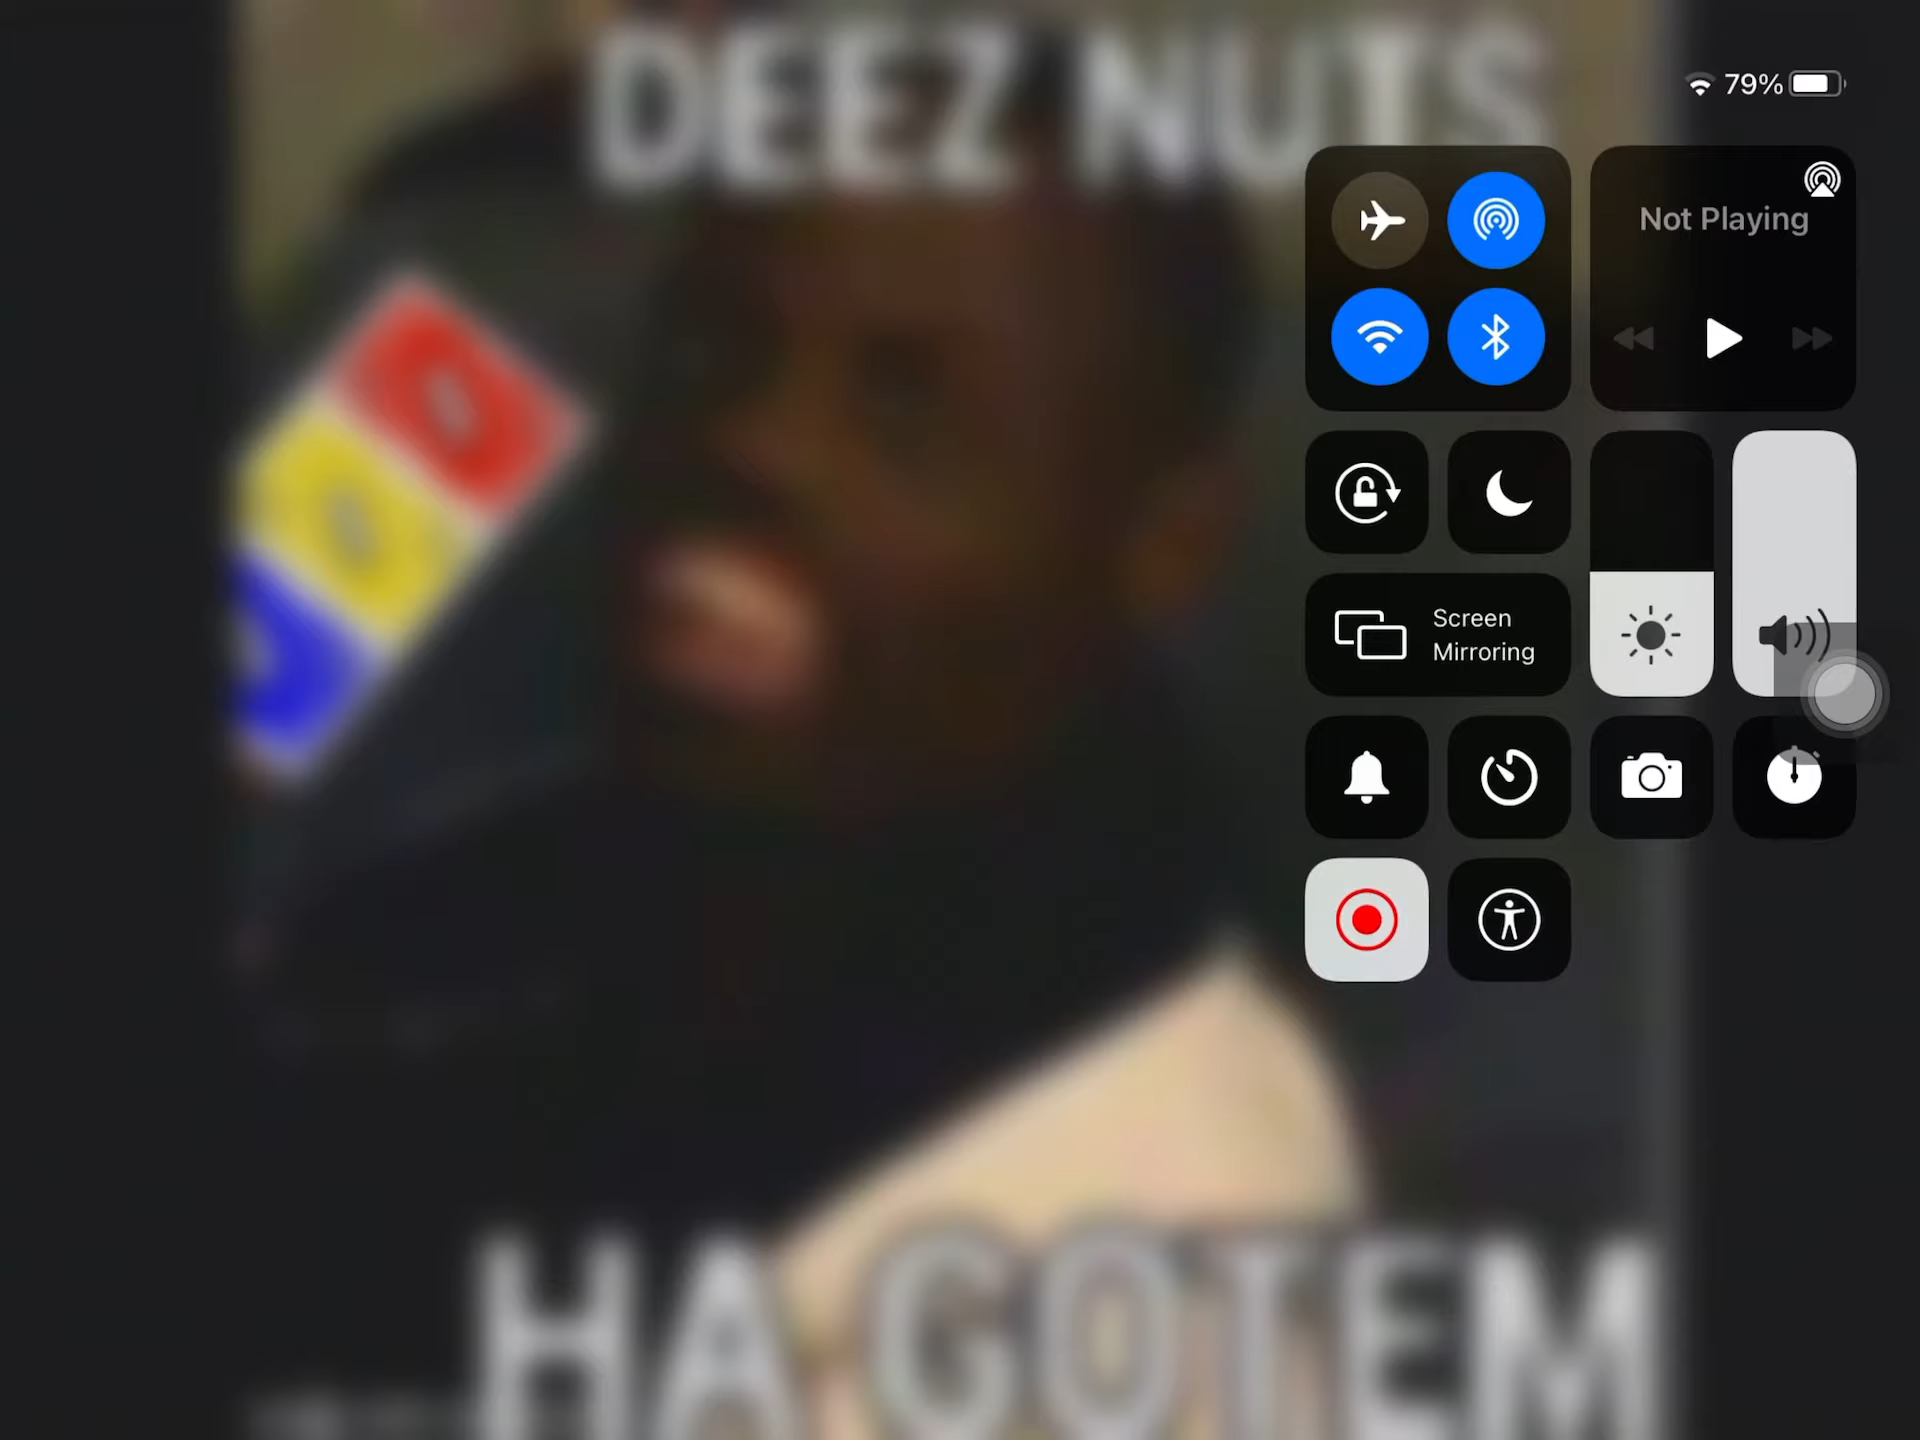 DEEZ NUTS
79%
Not Playing
Screen
Mirroring
HA GOTEM